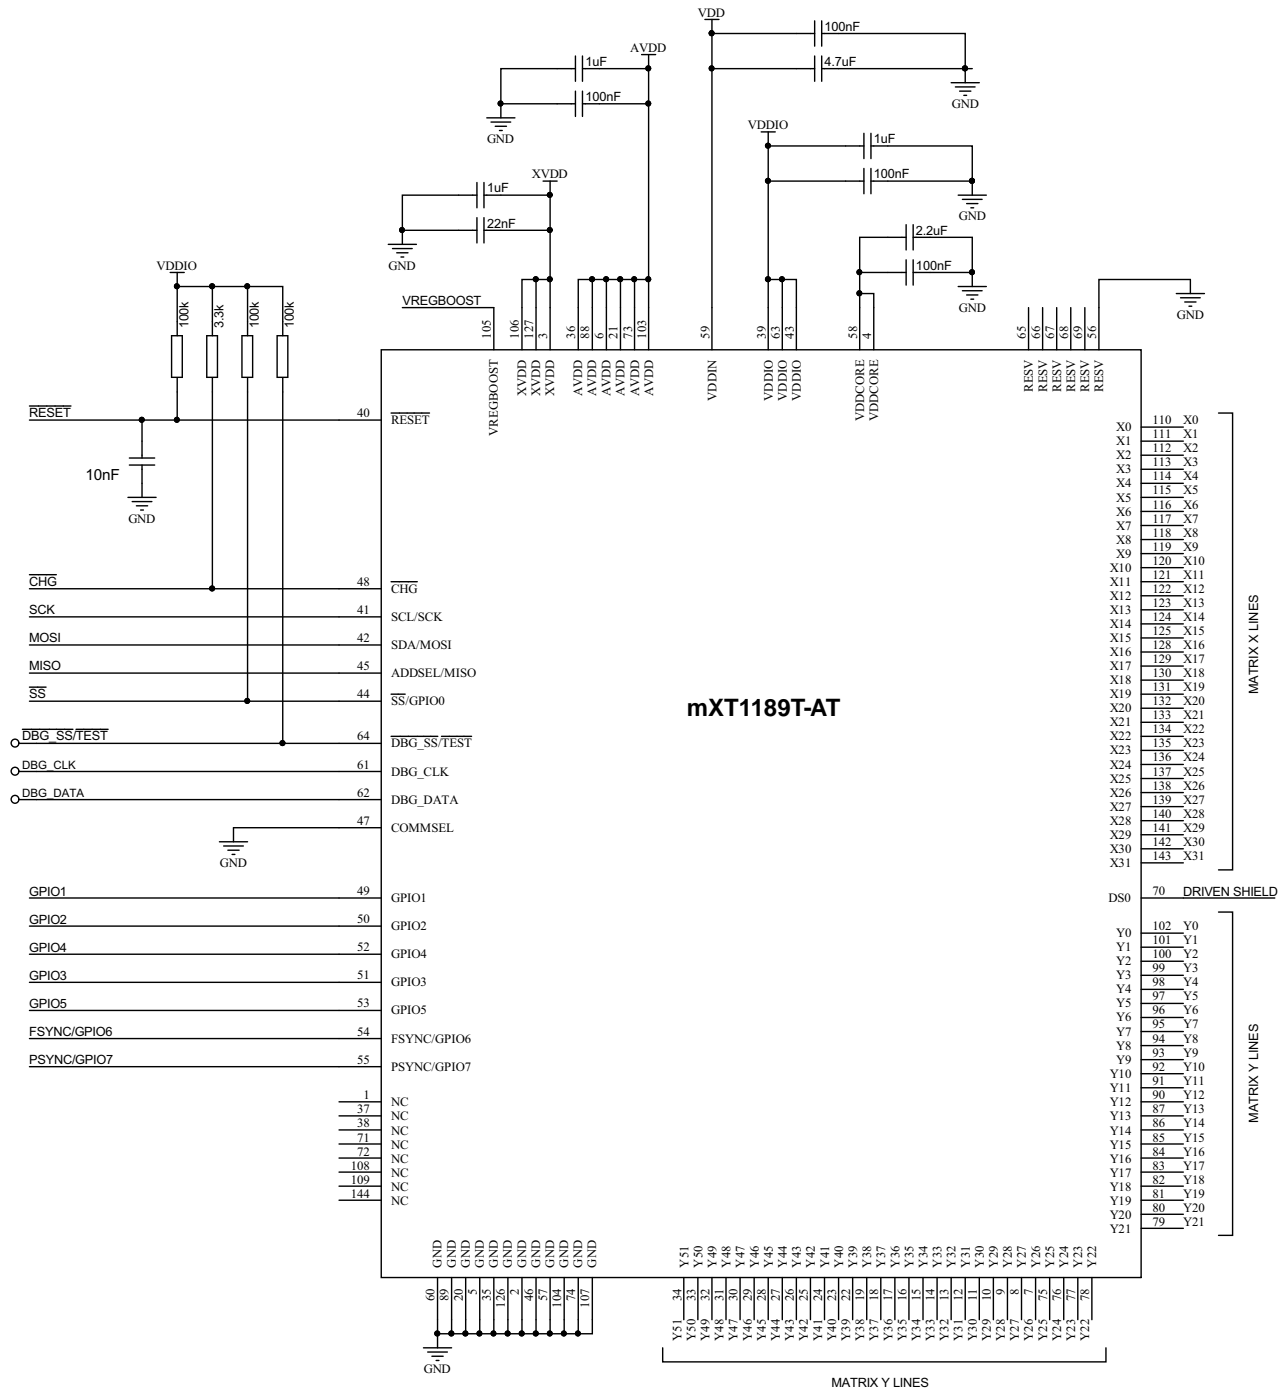 VDD
100nF
4.7uF
GND
AVDD
1uF
100nF
GND
VDDIO
1uF
100nF
GND
XVDD
1uF
22nF
GND
2.2uF
100nF
GND
VDDIO
100k
3.3k
100k
100k
GND
VREGBOOST
105 VREGBOOST
106 XVDD
127 XVDD
3 XVDD
36 AVDD
88 AVDD
6 AVDD
21 AVDD
73 AVDD
103 AVDD
59 VDDIN
39 VDDIO
63 VDDIO
43 VDDIO
58 VDDCORE
4 VDDCORE
65 RESV
66 RESV
67 RESV
68 RESV
69 RESV
56 RESV
RESET 40 RESET
10nF
GND
CHG 48 CHG
SCK 41 SCL/SCK
MOSI 42 SDA/MOSI
MISO 45 ADDSEL/MISO
SS 44 SS/GPIO0
DBG_SS/TEST 64 DBG_SS/TEST
DBG_CLK 61 DBG_CLK
DBG_DATA 62 DBG_DATA
47 COMMSEL
GND
GPIO1 49 GPIO1
GPIO2 50 GPIO2
GPIO4 52 GPIO4
GPIO3 51 GPIO3
GPIO5 53 GPIO5
FSYNC/GPIO6 54 FSYNC/GPIO6
PSYNC/GPIO7 55 PSYNC/GPIO7
1 NC
37 NC
38 NC
71 NC
72 NC
108 NC
109 NC
144 NC
mXT1189T-AT
X0 110 X0
X1 111 X1
X2 112 X2
X3 113 X3
X4 114 X4
X5 115 X5
X6 116 X6
X7 117 X7
X8 118 X8
X9 119 X9
X10 120 X10
X11 121 X11
X12 122 X12
X13 123 X13
X14 124 X14
X15 125 X15
X16 128 X16
X17 129 X17
X18 130 X18
X19 131 X19
X20 132 X20
X21 133 X21
X22 134 X22
X23 135 X23
X24 136 X24
X25 137 X25
X26 138 X26
X27 139 X27
X28 140 X28
X29 141 X29
X30 142 X30
X31 143 X31
MATRIX X LINES
DS0 70 DRIVEN SHIELD
Y0 102 Y0
Y1 101 Y1
Y2 100 Y2
Y3 99 Y3
Y4 98 Y4
Y5 97 Y5
Y6 96 Y6
Y7 95 Y7
Y8 94 Y8
Y9 93 Y9
Y10 92 Y10
Y11 91 Y11
Y12 90 Y12
Y13 87 Y13
Y14 86 Y14
Y15 85 Y15
Y16 84 Y16
Y17 83 Y17
Y18 82 Y18
Y19 81 Y19
Y20 80 Y20
Y21 79 Y21
MATRIX Y LINES
GND 60
GND 89
GND 20
GND 5
GND 35
GND 126
GND 2
GND 46
GND 57
GND 104
GND 74
GND 107
GND
Y51 34 Y51
Y50 33 Y50
Y49 32 Y49
Y48 31 Y48
Y47 30 Y47
Y46 29 Y46
Y45 28 Y45
Y44 27 Y44
Y43 26 Y43
Y42 25 Y42
Y41 24 Y41
Y40 23 Y40
Y39 22 Y39
Y38 19 Y38
Y37 18 Y37
Y36 17 Y36
Y35 16 Y35
Y34 15 Y34
Y33 14 Y33
Y32 13 Y32
Y31 12 Y31
Y30 11 Y30
Y29 10 Y29
Y28 9 Y28
Y27 8 Y27
Y26 7 Y26
Y25 75 Y25
Y24 76 Y24
Y23 77 Y23
Y22 78 Y22
MATRIX Y LINES